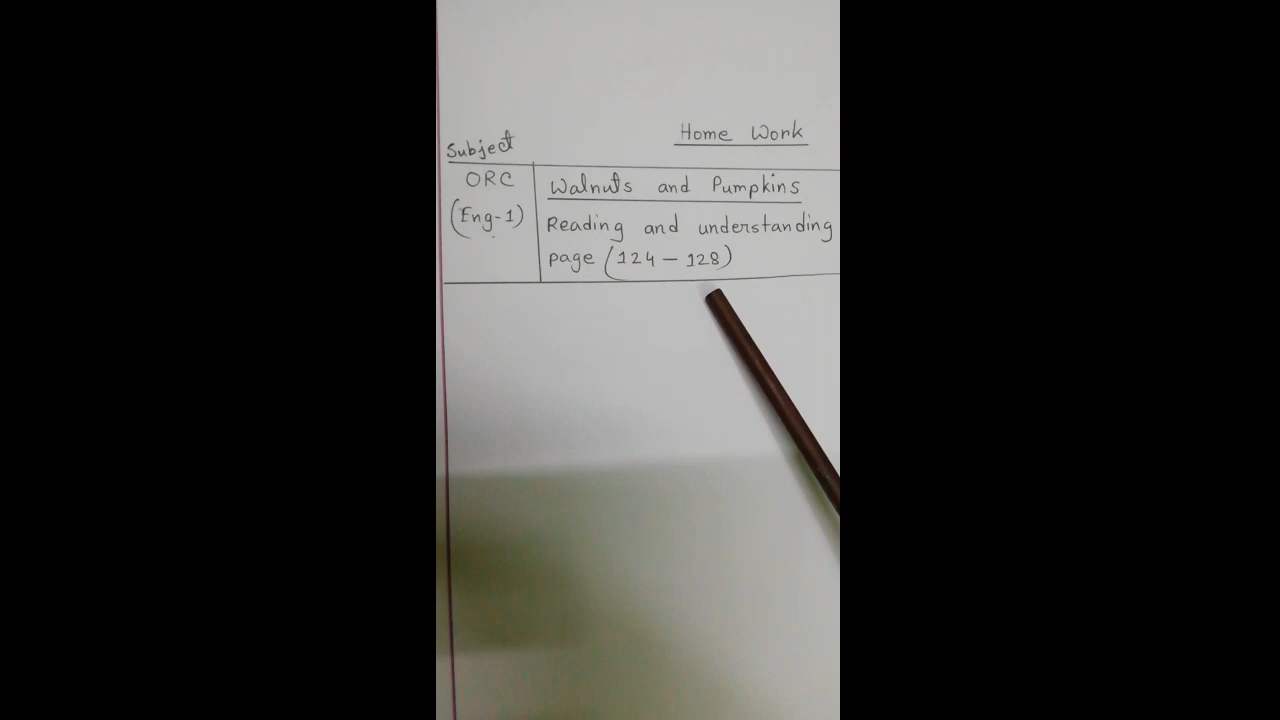 Home Work
Subject
ORC
(Eng-1)
Walnuts and Pumpkins
Reading and understanding
page (124 – 128)